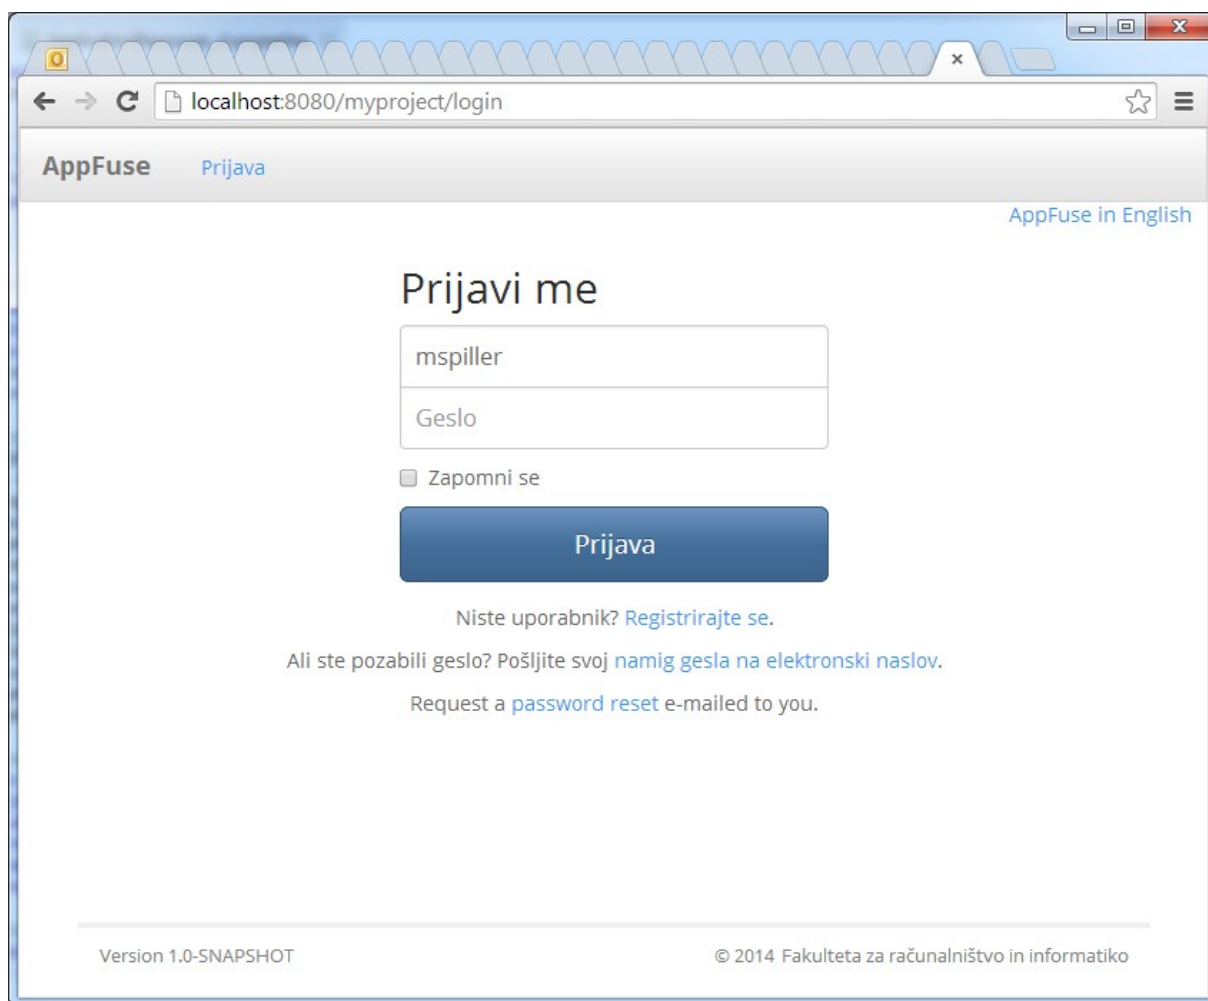 localhost:8080/myproject/login
AppFuse Prijava
AppFuse in English
Prijavi me
mspiller
Geslo
Zapomni se
Prijava
Niste uporabnik? Registrirajte se.
Ali ste pozabili geslo? Pošljite svoj namig gesla na elektronski naslov.
Request a password reset e-mailed to you.
Version 1.0-SNAPSHOT © 2014 Fakulteta za računalništvo in informatiko